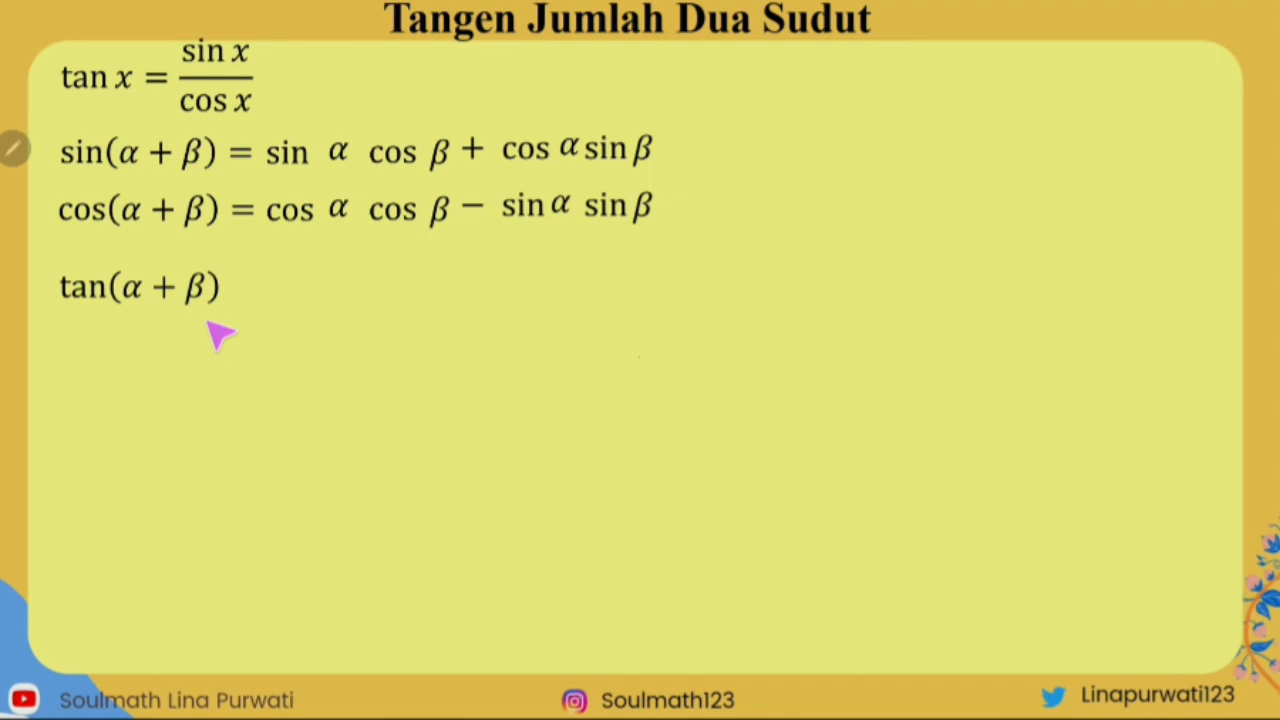 Tangen Jumlah Dua Sudut
tan x = sin x / cos x
sin(α + β) = sin α cos β + cos α sin β
cos(α + β) = cos α cos β − sin α sin β
tan(α + β)
Soulmath Lina Purwati
Soulmath123
Linapurwati123